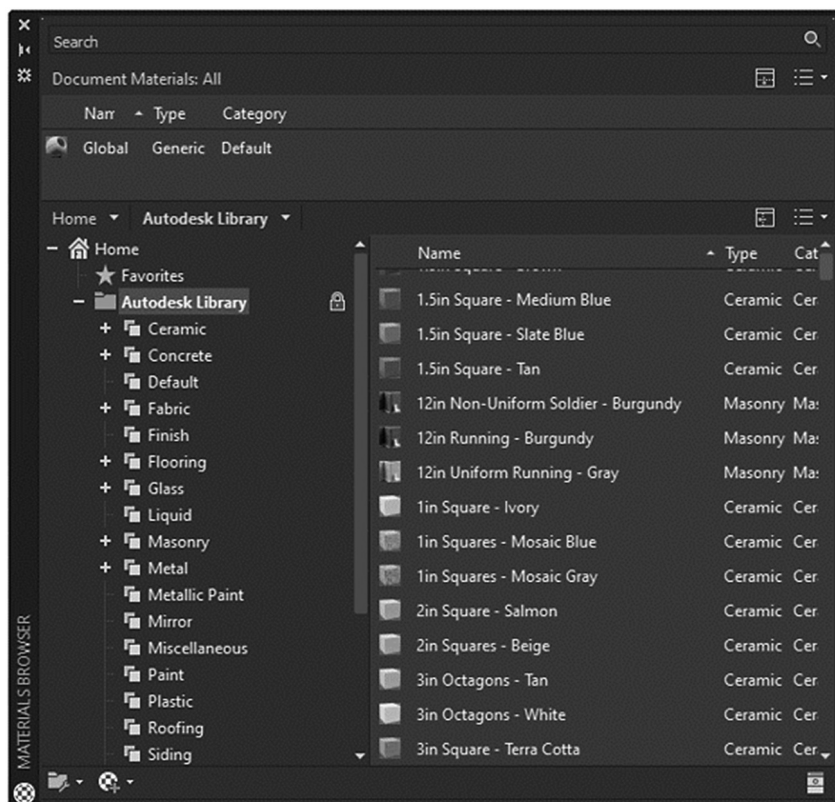 Search
Document Materials: All
Nam Type Category
Global Generic Default
Home Autodesk Library
Home
Favorites
Autodesk Library
Ceramic
Concrete
Default
Fabric
Finish
Flooring
Glass
Liquid
Masonry
Metal
Metallic Paint
Mirror
Miscellaneous
Paint
Plastic
Roofing
Siding
Name Type Cat
1.5in Square - Medium Blue Ceramic Cer
1.5in Square - Slate Blue Ceramic Cer
1.5in Square - Tan Ceramic Cer
12in Non-Uniform Soldier - Burgundy Masonry Mas
12in Running - Burgundy Masonry Mas
12in Uniform Running - Gray Masonry Mas
1in Square - Ivory Ceramic Cer
1in Squares - Mosaic Blue Ceramic Cer
1in Squares - Mosaic Gray Ceramic Cer
2in Square - Salmon Ceramic Cer
2in Squares - Beige Ceramic Cer
3in Octagons - Tan Ceramic Cer
3in Octagons - White Ceramic Cer
3in Square - Terra Cotta Ceramic Cer
MATERIALS BROWSER